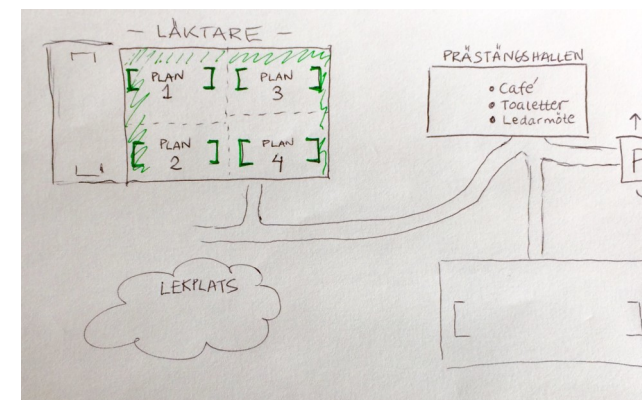 - LÄKTARE -
PLAN
1
PLAN
3
PLAN
2
PLAN
4
PRÄSTÄNGSHALLEN
• Café
• Toaletter
• Ledarmöte
P
LEKPLATS